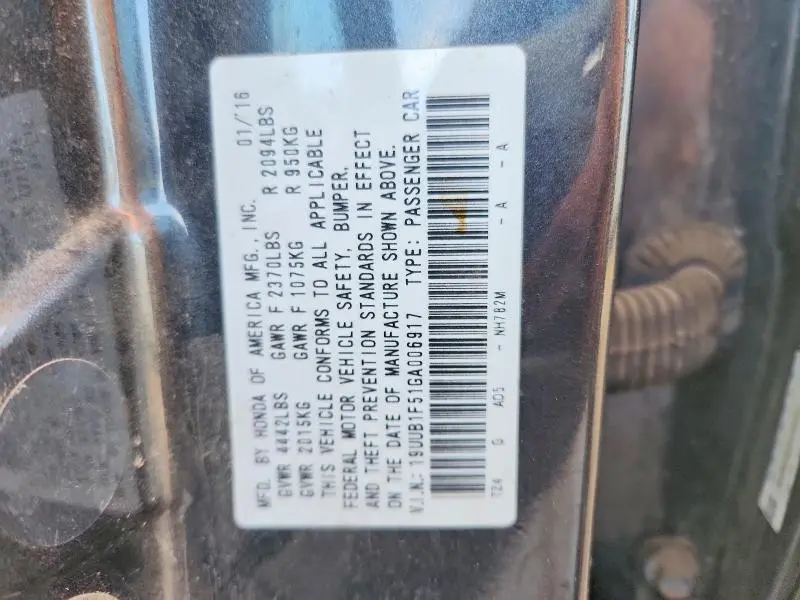 MFD. BY HONDA OF AMERICA MFG., INC. 01/'16
GVWR 4442LBS GAWR F 2370LBS R 2094LBS
GVWR 2015KG GAWR F 1075KG R 950KG
THIS VEHICLE CONFORMS TO ALL APPLICABLE
FEDERAL MOTOR VEHICLE SAFETY, BUMPER,
AND THEFT PREVENTION STANDARDS IN EFFECT
ON THE DATE OF MANUFACTURE SHOWN ABOVE.
V.I.N.: 19UUB1F51GA006917 TYPE: PASSENGER CAR
TZ4 G A05 - NH782M - A - A